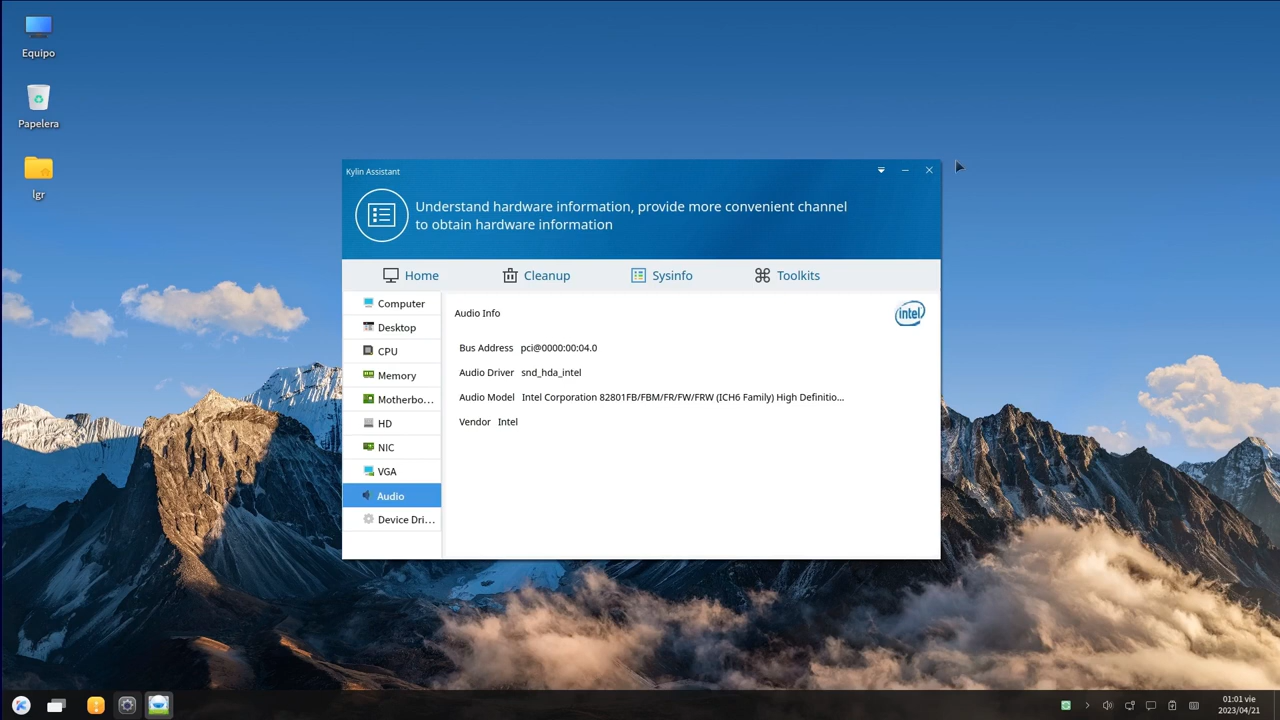 Equipo
Papelera
lgr
Kylin Assistant
Understand hardware information, provide more convenient channel
to obtain hardware information
Home Cleanup Sysinfo Toolkits
Computer
Desktop
CPU
Memory
Motherbo...
HD
NIC
VGA
Audio
Device Dri...
Audio Info
intel
Bus Address pci@0000:00:04.0
Audio Driver snd_hda_intel
Audio Model Intel Corporation 82801FB/FBM/FR/FW/FRW (ICH6 Family) High Definitio...
Vendor Intel
01:01 vie
2023/04/21